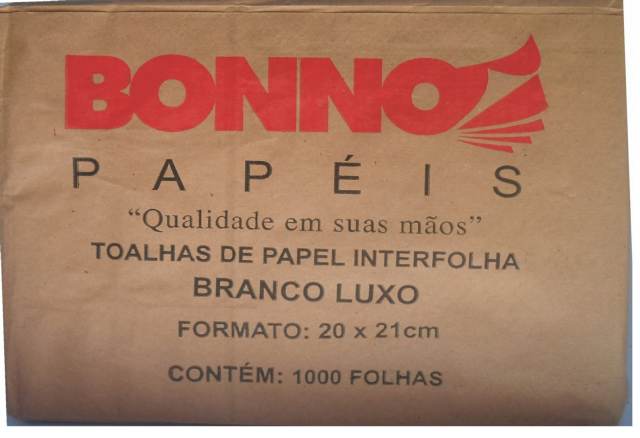 BONNO
PAPÉIS
“Qualidade em suas mãos”
TOALHAS DE PAPEL INTERFOLHA
BRANCO LUXO
FORMATO: 20 x 21cm
CONTÉM: 1000 FOLHAS